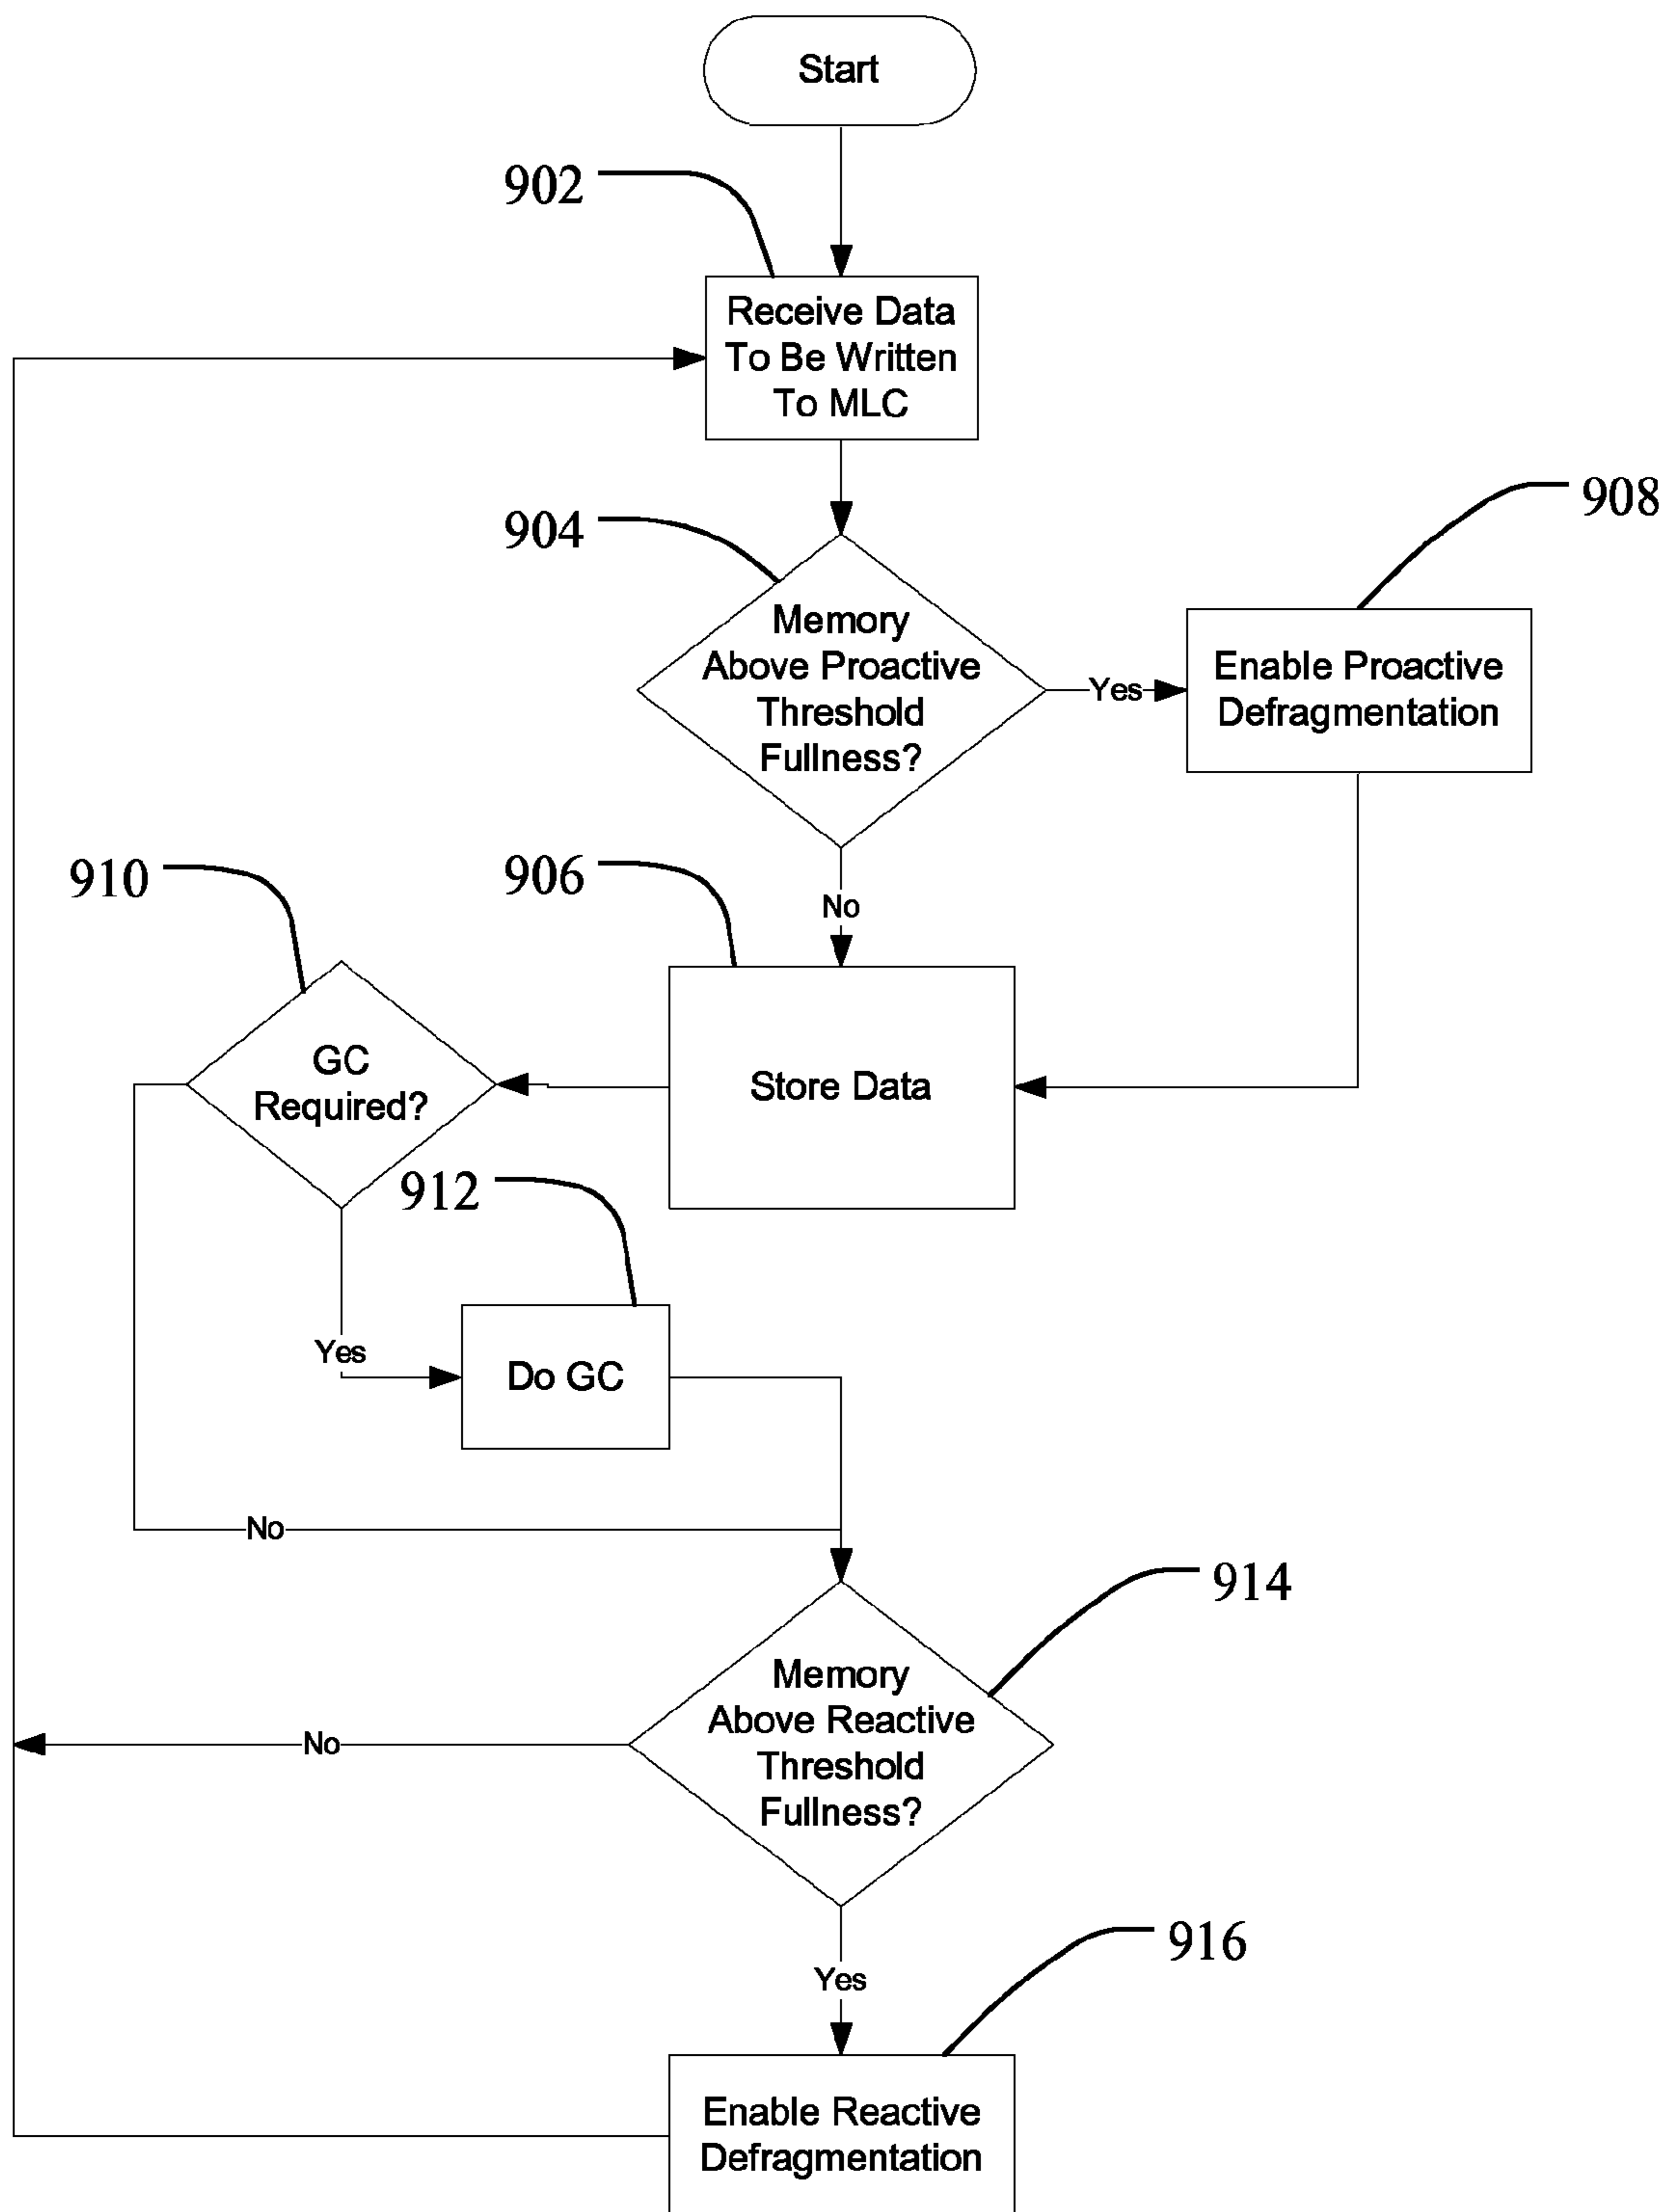 Start
902
Receive Data
To Be Written
To MLC
904
908
Memory
Above Proactive
Threshold
Fullness?
Yes
Enable Proactive
Defragmentation
910
906
No
GC
Required?
Store Data
912
Yes
Do GC
No
914
Memory
Above Reactive
Threshold
Fullness?
No
916
Yes
Enable Reactive
Defragmentation